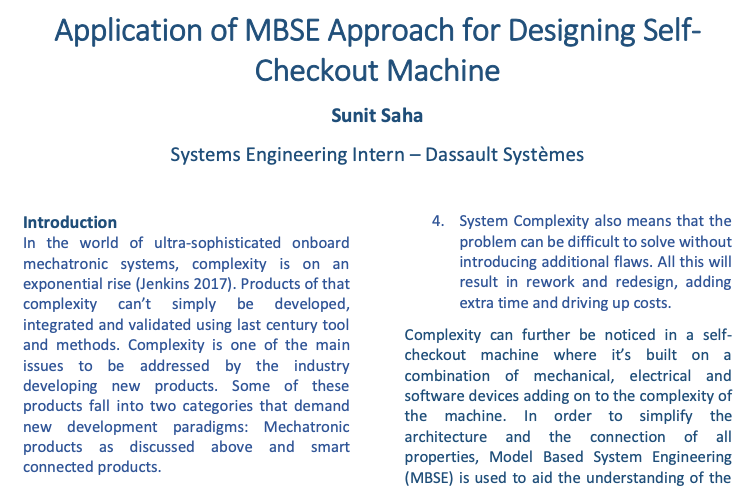 Application of MBSE Approach for Designing Self-
Checkout Machine
Sunit Saha
Systems Engineering Intern – Dassault Systèmes
Introduction
In the world of ultra-sophisticated onboard
mechatronic systems, complexity is on an
exponential rise (Jenkins 2017). Products of that
complexity can't simply be developed,
integrated and validated using last century tool
and methods. Complexity is one of the main
issues to be addressed by the industry
developing new products. Some of these
products fall into two categories that demand
new development paradigms: Mechatronic
products as discussed above and smart
connected products.
4. System Complexity also means that the
problem can be difficult to solve without
introducing additional flaws. All this will
result in rework and redesign, adding
extra time and driving up costs.
Complexity can further be noticed in a self-
checkout machine where it's built on a
combination of mechanical, electrical and
software devices adding on to the complexity of
the machine. In order to simplify the
architecture and the connection of all
properties, Model Based System Engineering
(MBSE) is used to aid the understanding of the